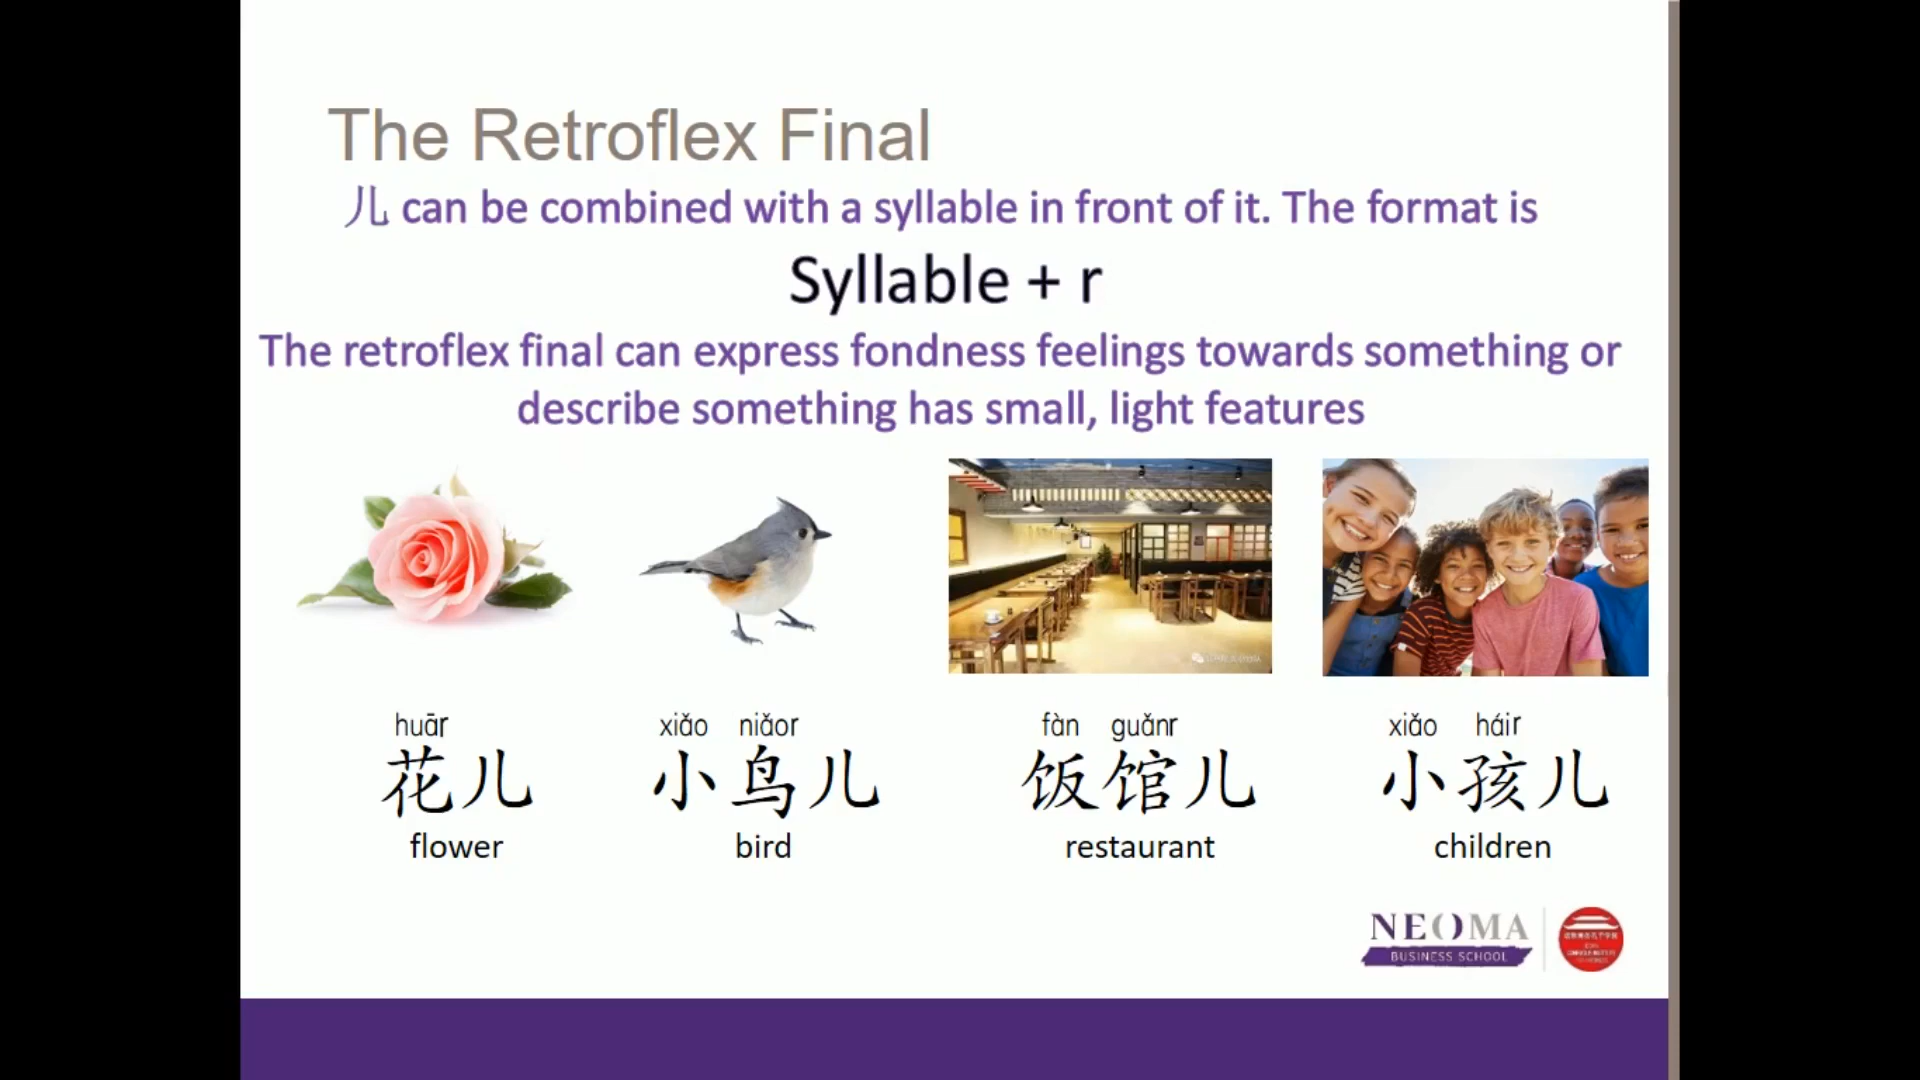 The Retroflex Final
儿 can be combined with a syllable in front of it. The format is
Syllable + r
The retroflex final can express fondness feelings towards something or
describe something has small, light features
huār
花儿
flower
xiǎo niǎor
小鸟儿
bird
fàn guǎnr
饭馆儿
restaurant
xiǎo háir
小孩儿
children
NEOMA
BUSINESS SCHOOL